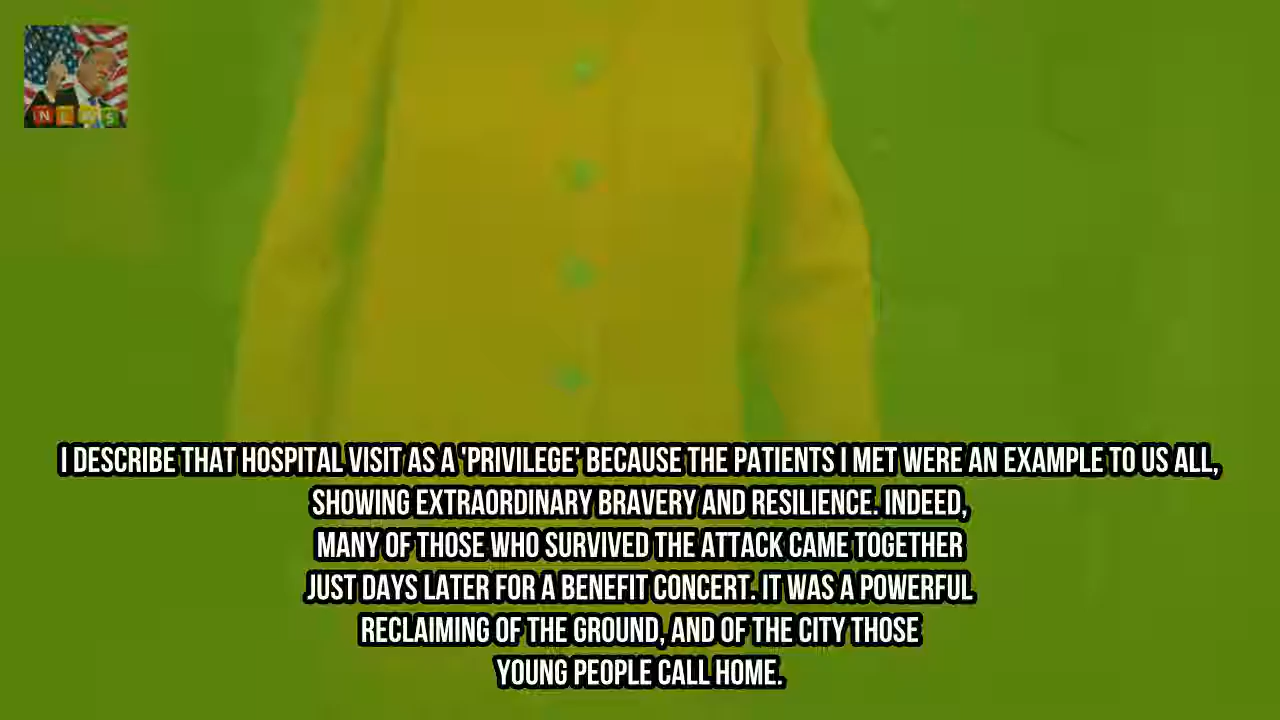 NEWS
I DESCRIBE THAT HOSPITAL VISIT AS A 'PRIVILEGE' BECAUSE THE PATIENTS I MET WERE AN EXAMPLE TO US ALL,
SHOWING EXTRAORDINARY BRAVERY AND RESILIENCE. INDEED,
MANY OF THOSE WHO SURVIVED THE ATTACK CAME TOGETHER
JUST DAYS LATER FOR A BENEFIT CONCERT. IT WAS A POWERFUL
RECLAIMING OF THE GROUND, AND OF THE CITY THOSE
YOUNG PEOPLE CALL HOME.